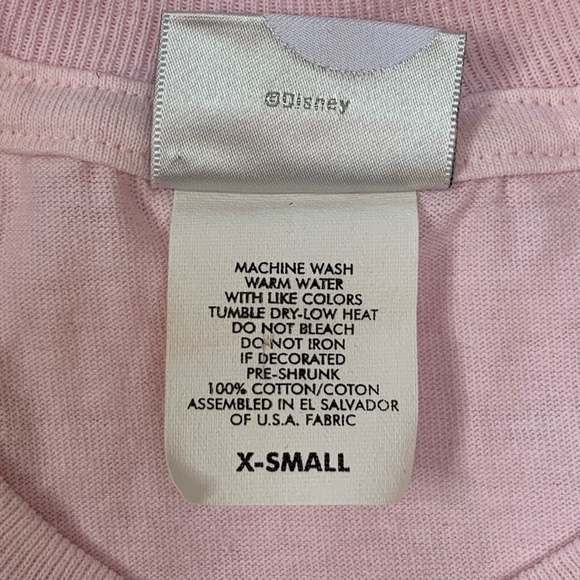 ©Disney
MACHINE WASH
WARM WATER
WITH LIKE COLORS
TUMBLE DRY-LOW HEAT
DO NOT BLEACH
DO NOT IRON
IF DECORATED
PRE-SHRUNK
100% COTTON/COTON
ASSEMBLED IN EL SALVADOR
OF U.S.A. FABRIC
X-SMALL